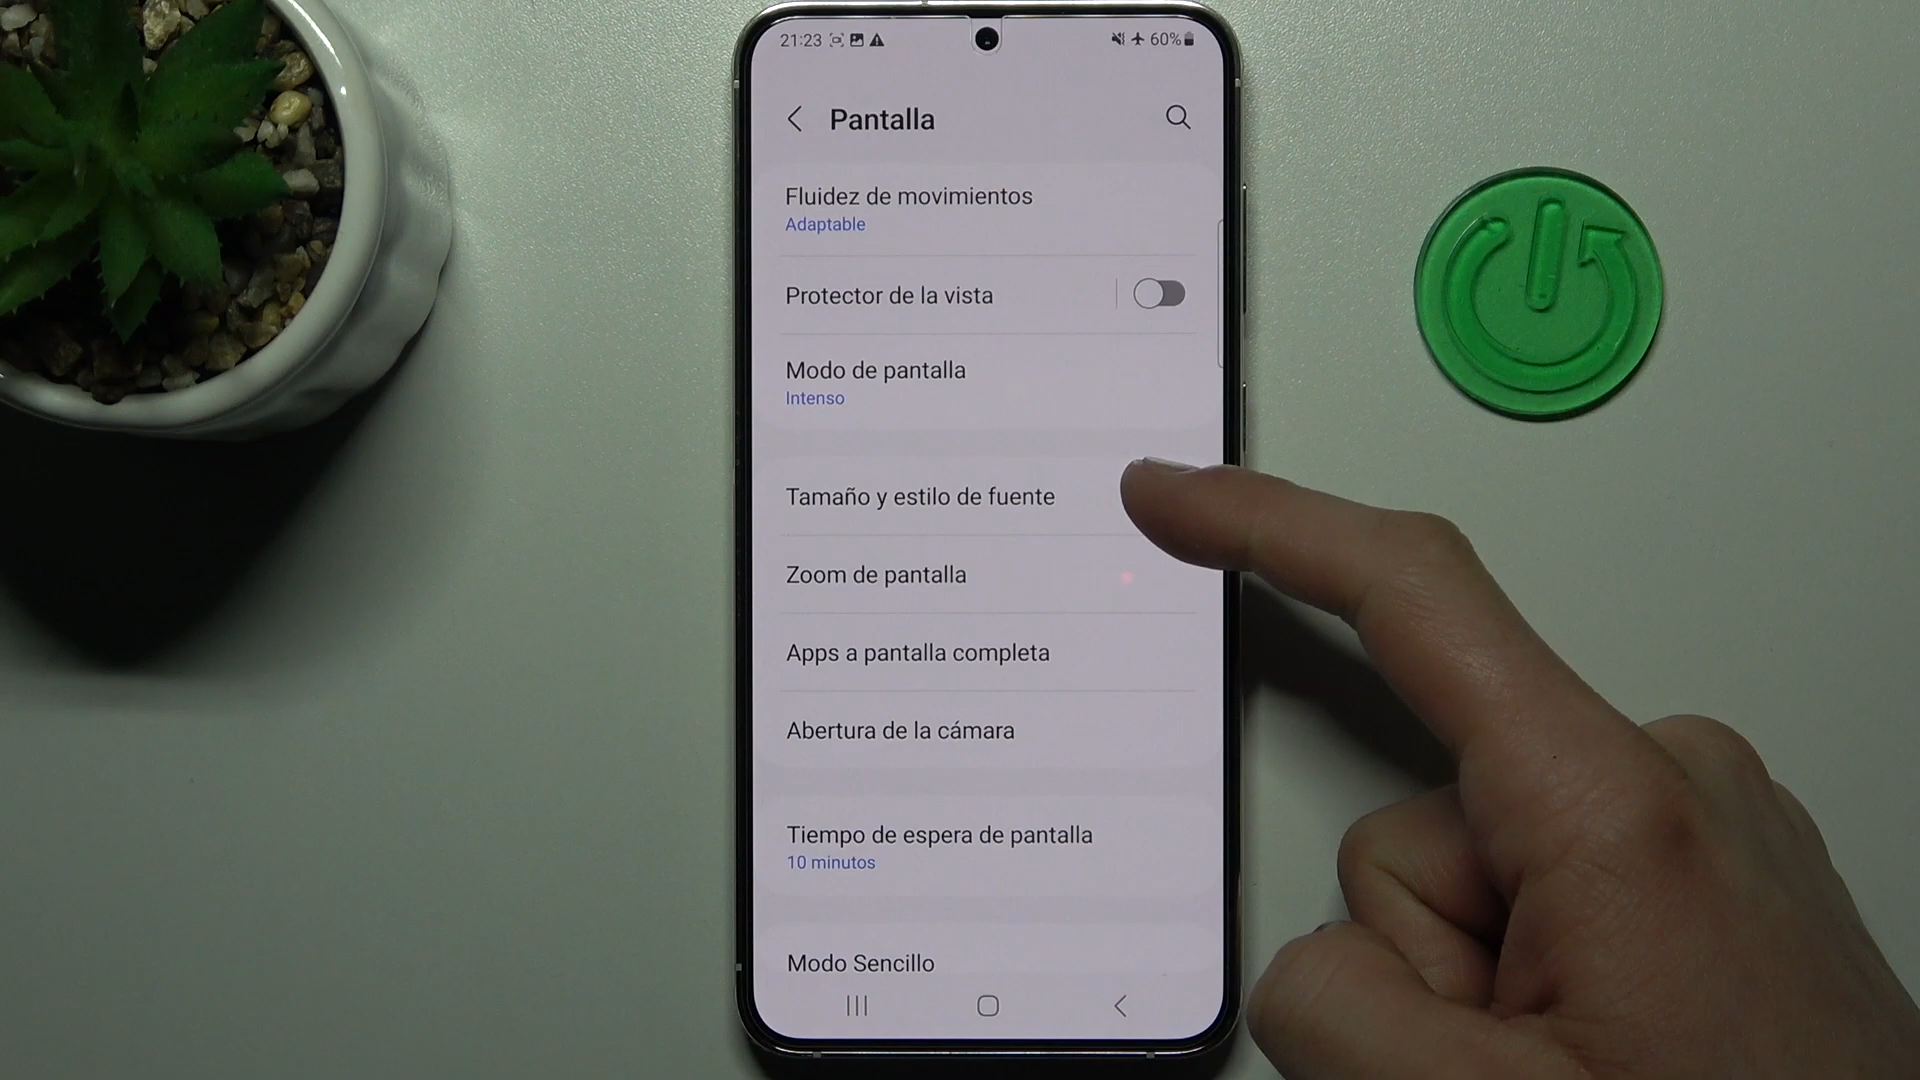 21:23 60%
Pantalla
Fluidez de movimientos
Adaptable
Protector de la vista
Modo de pantalla
Intenso
Tamaño y estilo de fuente
Zoom de pantalla
Apps a pantalla completa
Abertura de la cámara
Tiempo de espera de pantalla
10 minutos
Modo Sencillo